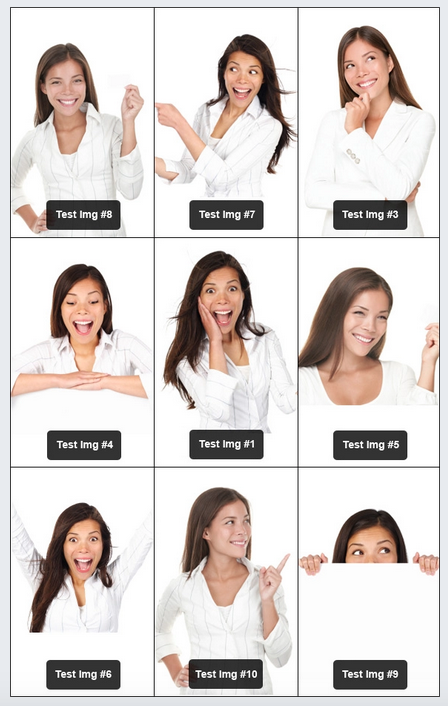 Test Img #8
Test Img #7
Test Img #3
Test Img #4
Test Img #1
Test Img #5
Test Img #6
Test Img #10
Test Img #9